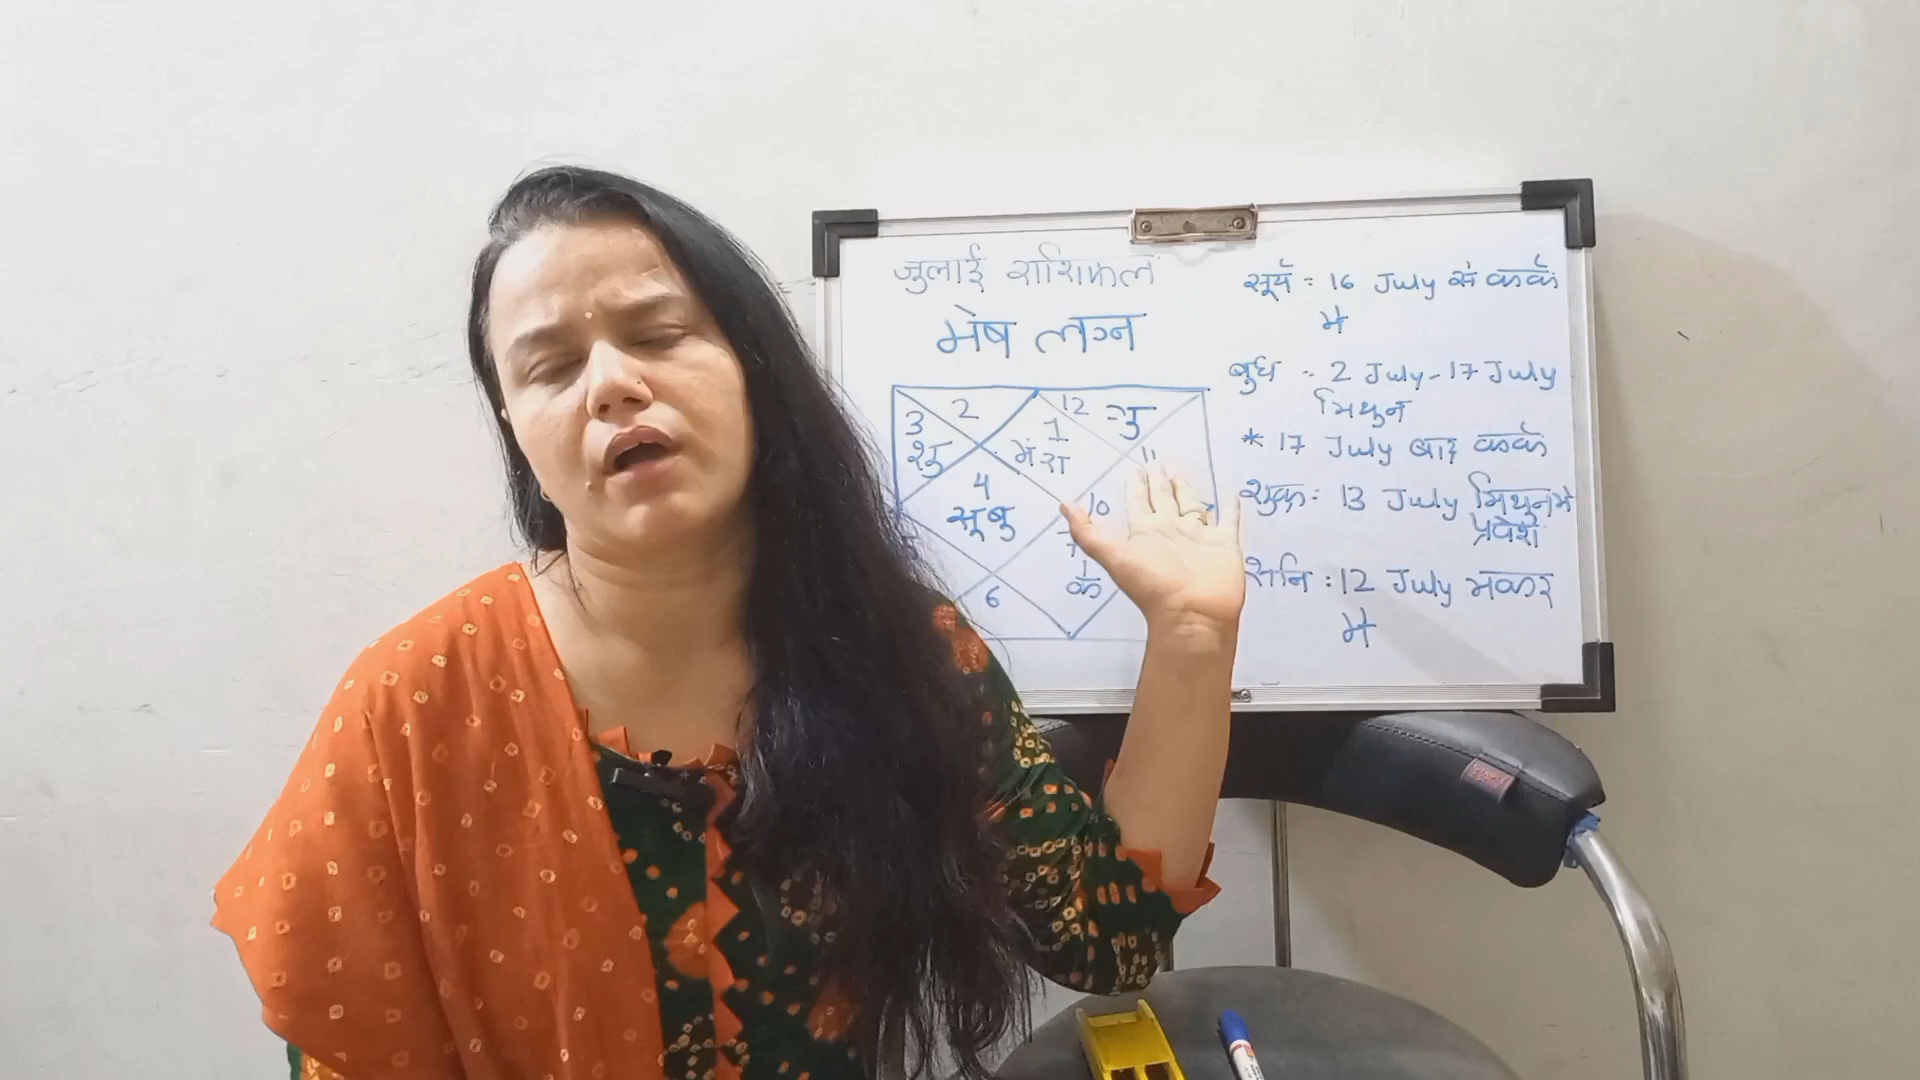 जुलाई राशिफल
मेष लग्न
2
12 गु
3
शु
1
मं रा
11
4
सू बु
10
7
के
6
सूर्य = 16 July से कर्क
में
बुध - 2 July - 17 July
मिथुन
* 17 July बाद कर्क
शुक्र : 13 July मिथुन में
प्रवेश
शनि : 12 July मकर
में